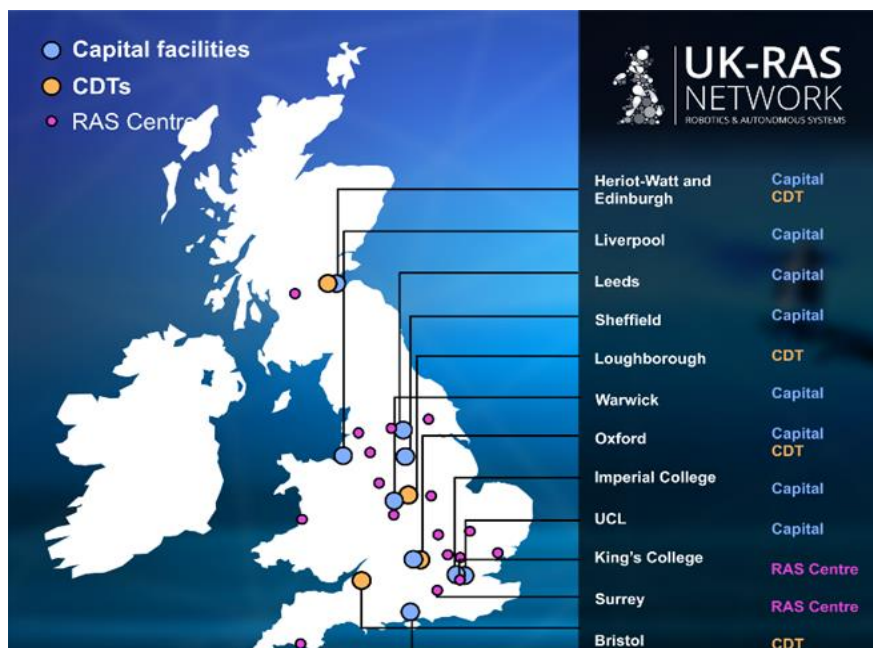 Capital facilities
CDTs
RAS Centre
UK-RAS
NETWORK
ROBOTICS & AUTONOMOUS SYSTEMS
Heriot-Watt and Capital
Edinburgh CDT
Liverpool Capital
Leeds Capital
Sheffield Capital
Loughborough CDT
Warwick Capital
Oxford Capital
CDT
Imperial College Capital
UCL Capital
King's College RAS Centre
Surrey RAS Centre
Bristol CDT